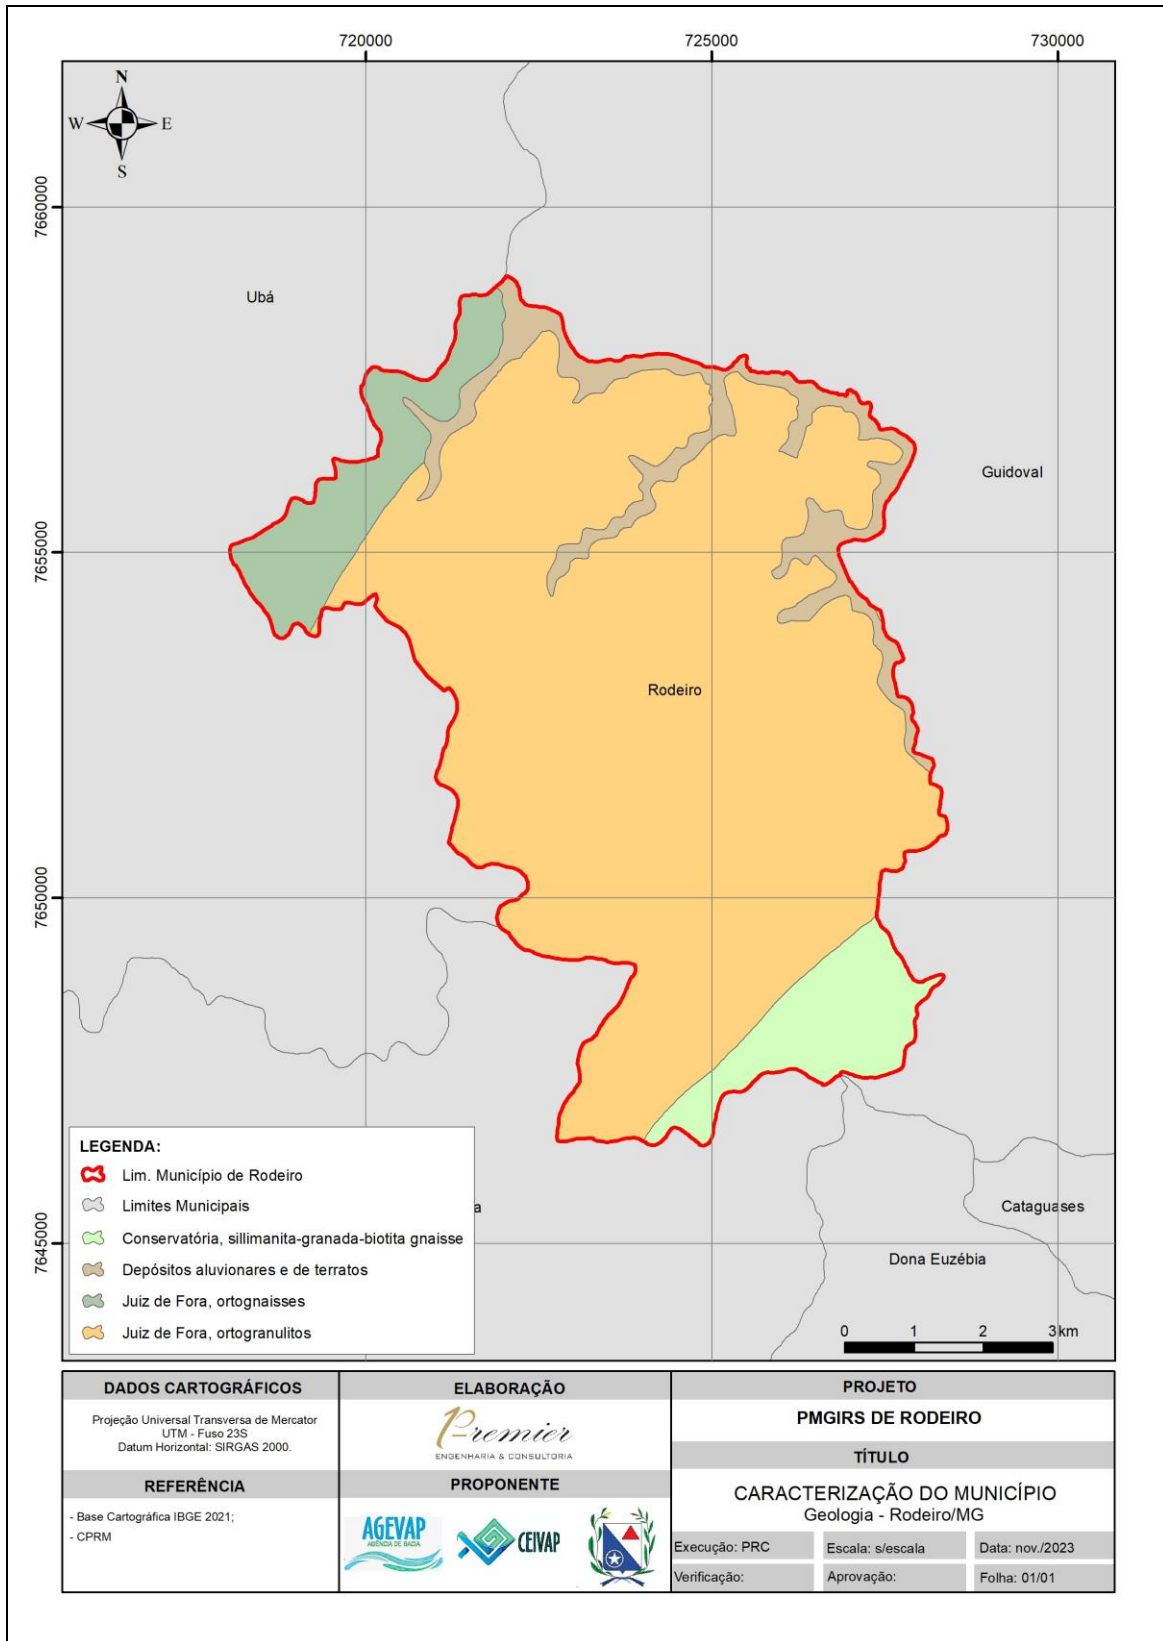 720000
725000
730000
N
W
E
S
7660000
Ubá
Guidoval
7655000
Rodeiro
7650000
LEGENDA:
Lim. Município de Rodeiro
Limites Municipais
Conservatória, sillimanita-granada-biotita gnaisse
Depósitos aluvionares e de terratos
Juiz de Fora, ortognaisses
Juiz de Fora, ortogranulitos
a
Cataguases
7645000
Dona Euzébia
0 1 2 3 km
DADOS CARTOGRÁFICOS
Projeção Universal Transversa de Mercator
UTM - Fuso 23S
Datum Horizontal: SIRGAS 2000.
REFERÊNCIA
- Base Cartográfica IBGE 2021;
- CPRM
ELABORAÇÃO
Premier
ENGENHARIA & CONSULTORIA
PROPONENTE
AGEVAP
AGÊNCIA DE BACIA
CEIVAP
PROJETO
PMGIRS DE RODEIRO
TÍTULO
CARACTERIZAÇÃO DO MUNICÍPIO
Geologia - Rodeiro/MG
Execução: PRC
Escala: s/escala
Data: nov./2023
Verificação:
Aprovação:
Folha: 01/01